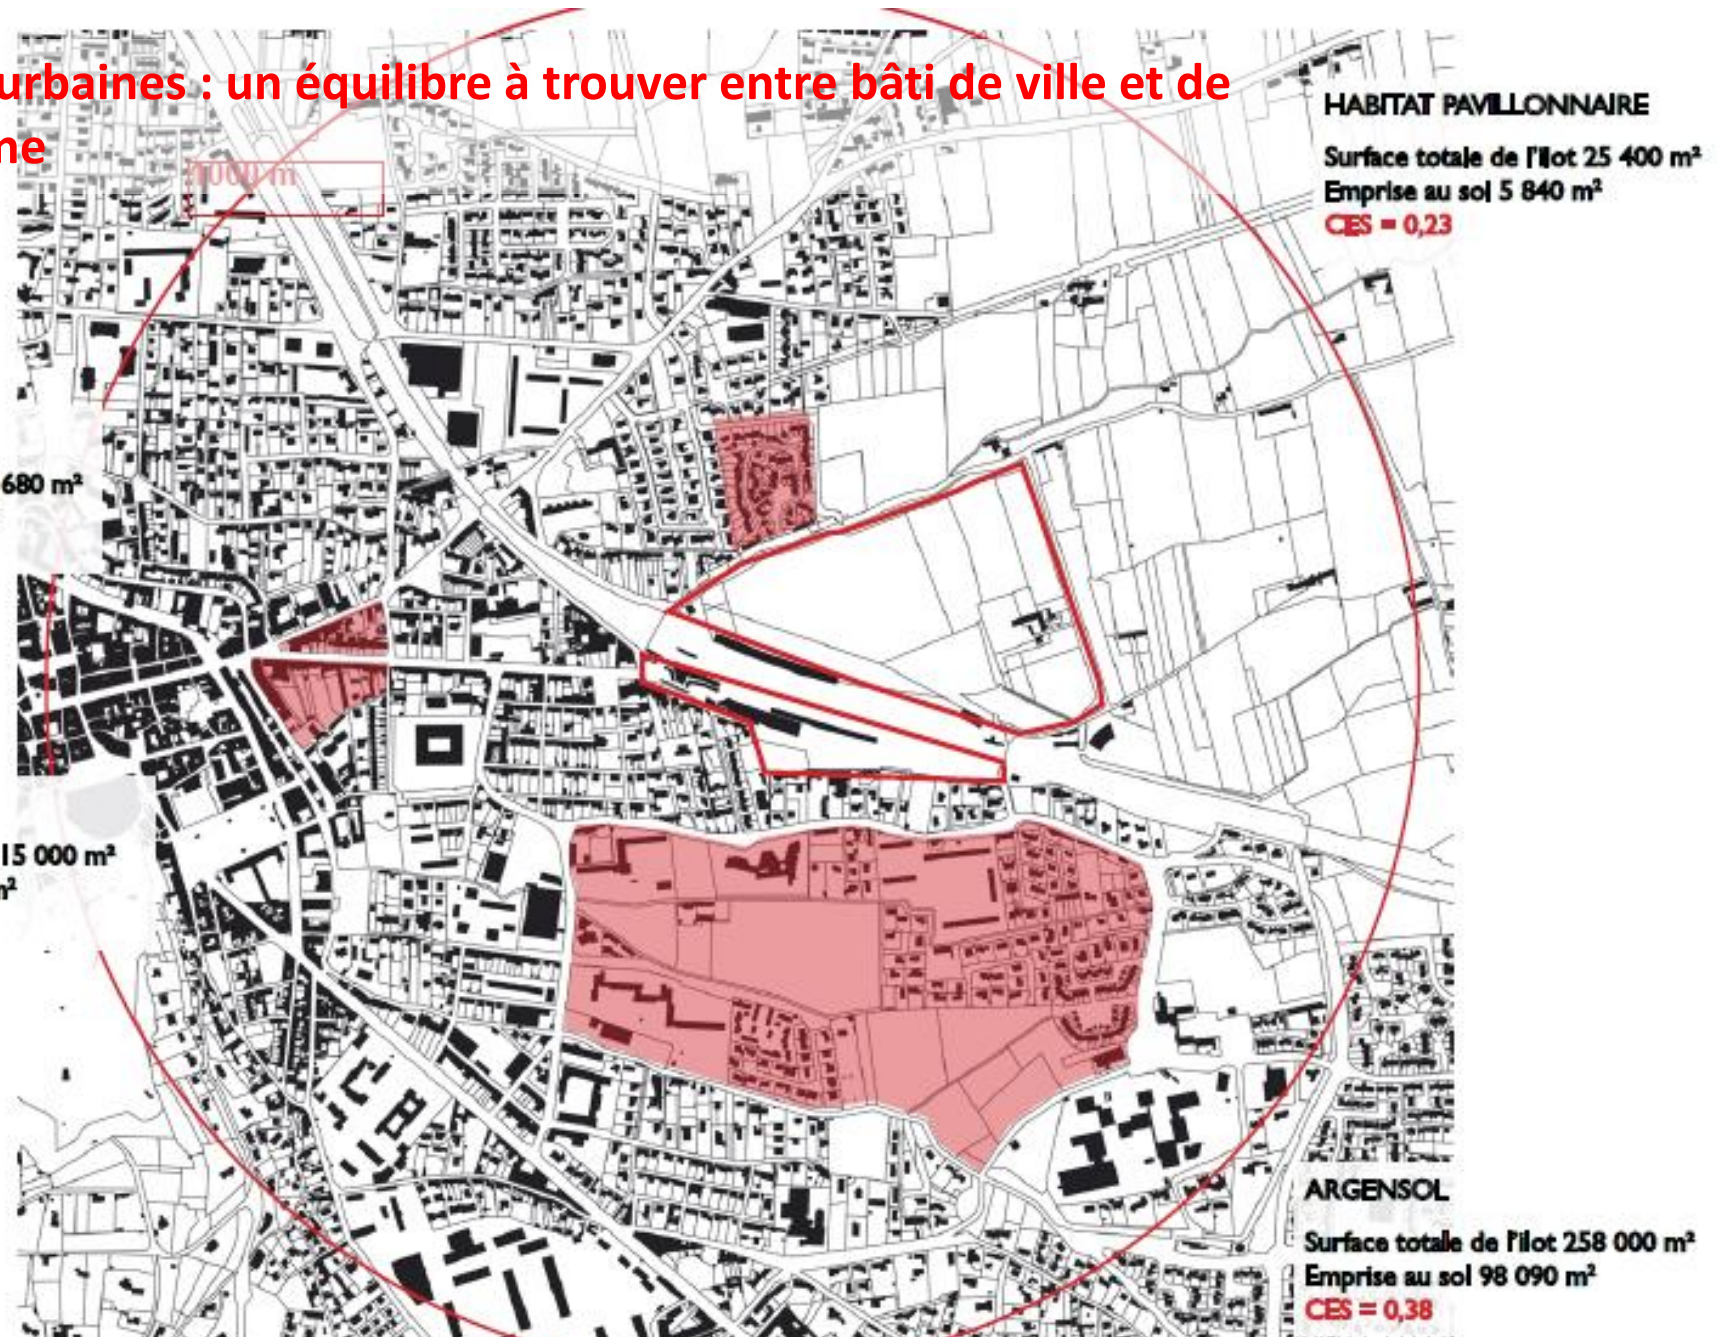 urbaines : un équilibre à trouver entre bâti de ville et de
me
1000 m
HABITAT PAVILLONNAIRE
Surface totale de l'îlot 25 400 m²
Emprise au sol 5 840 m²
CES = 0,23
680 m²
15 000 m²
m²
ARGENSOL
Surface totale de l'îlot 258 000 m²
Emprise au sol 98 090 m²
CES = 0,38